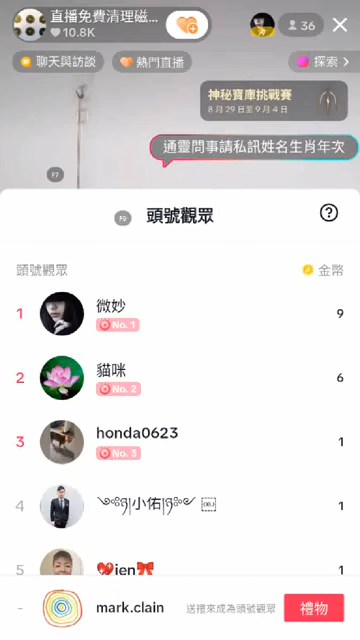 直播免費清理磁...
10.8K
36
聊天與訪談
熱門直播
探索
神秘寶庫挑戰賽
8月29日至9月4日
通靈問事請私訊姓名生肖年次
頭號觀眾
頭號觀眾
金幣
1
微妙
No. 1
9
2
貓咪
No. 2
6
3
honda0623
No. 3
1
4
小佑
OBJ
1
5
ien
1
-
mark.clain
送禮來成為頭號觀眾
禮物